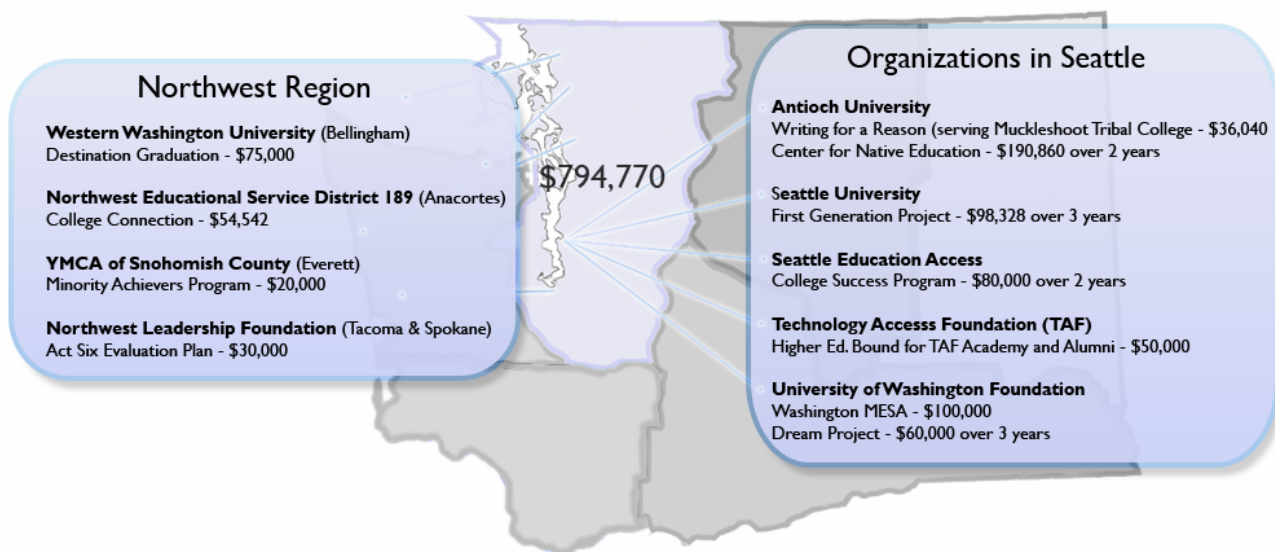 Northwest Region
Western Washington University (Bellingham)
Destination Graduation - $75,000
Northwest Educational Service District 189 (Anacortes)
College Connection - $54,542
YMCA of Snohomish County (Everett)
Minority Achievers Program - $20,000
Northwest Leadership Foundation (Tacoma & Spokane)
Act Six Evaluation Plan - $30,000
$794,770
Organizations in Seattle
Antioch University
Writing for a Reason (serving Muckleshoot Tribal College - $36,040
Center for Native Education - $190,860 over 2 years
Seattle University
First Generation Project - $98,328 over 3 years
Seattle Education Access
College Success Program - $80,000 over 2 years
Technology Accesss Foundation (TAF)
Higher Ed. Bound for TAF Academy and Alumni - $50,000
University of Washington Foundation
Washington MESA - $100,000
Dream Project - $60,000 over 3 years